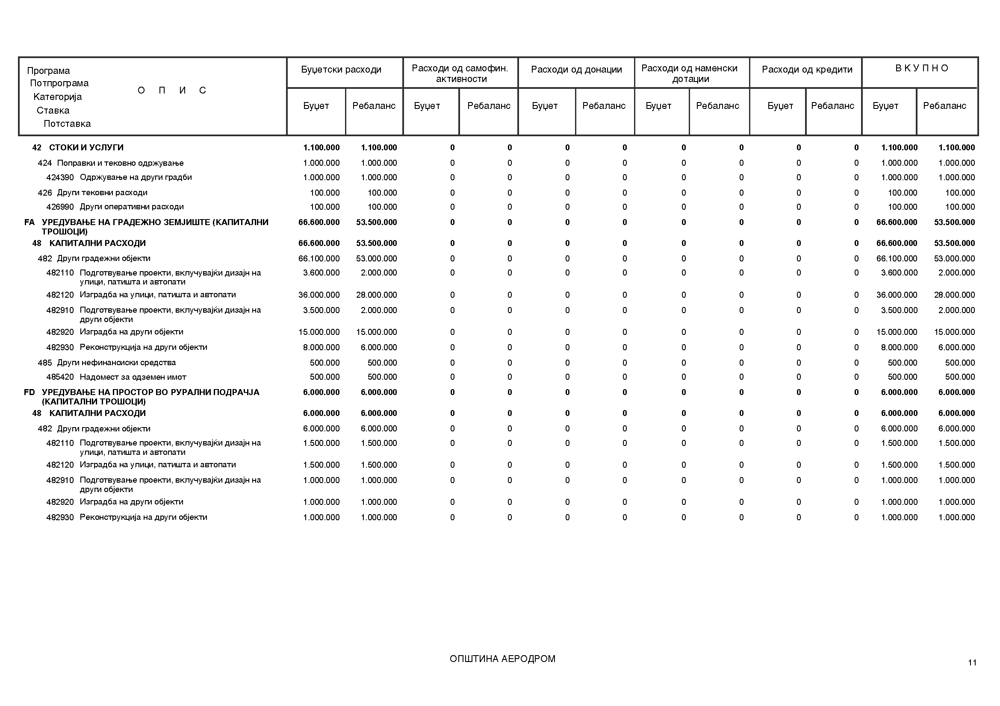 Програма
Потпрограма
Категорија
Ставка
Потставка
О П И С
Буџетски расходи
Расходи од самофин.
активности
Расходи од донации
Расходи од наменски
дотации
Расходи од кредити
В К У П Н О
Буџет Ребаланс Буџет Ребаланс Буџет Ребаланс Буџет Ребаланс Буџет Ребаланс Буџет Ребаланс
42 СТОКИ И УСЛУГИ 1.100.000 1.100.000 0 0 0 0 0 0 0 0 1.100.000 1.100.000
424 Поправки и тековно одржување 1.000.000 1.000.000 0 0 0 0 0 0 0 0 1.000.000 1.000.000
424390 Одржување на други градби 1.000.000 1.000.000 0 0 0 0 0 0 0 0 1.000.000 1.000.000
426 Други тековни расходи 100.000 100.000 0 0 0 0 0 0 0 0 100.000 100.000
426990 Други оперативни расходи 100.000 100.000 0 0 0 0 0 0 0 0 100.000 100.000
FA УРЕДУВАЊЕ НА ГРАДЕЖНО ЗЕМЈИШТЕ (КАПИТАЛНИ 66.600.000 53.500.000 0 0 0 0 0 0 0 0 66.600.000 53.500.000
ТРОШОЦИ)
48 КАПИТАЛНИ РАСХОДИ 66.600.000 53.500.000 0 0 0 0 0 0 0 0 66.600.000 53.500.000
482 Други градежни објекти 66.100.000 53.000.000 0 0 0 0 0 0 0 0 66.100.000 53.000.000
482110 Подготвување проекти, вклучувајќи дизајн на 3.600.000 2.000.000 0 0 0 0 0 0 0 0 3.600.000 2.000.000
улици, патишта и автопати
482120 Изградба на улици, патишта и автопати 36.000.000 28.000.000 0 0 0 0 0 0 0 0 36.000.000 28.000.000
482910 Подготвување проекти, вклучувајќи дизајн на 3.500.000 2.000.000 0 0 0 0 0 0 0 0 3.500.000 2.000.000
други објекти
482920 Изградба на други објекти 15.000.000 15.000.000 0 0 0 0 0 0 0 0 15.000.000 15.000.000
482930 Реконструкција на други објекти 8.000.000 6.000.000 0 0 0 0 0 0 0 0 8.000.000 6.000.000
485 Други нефинансиски средства 500.000 500.000 0 0 0 0 0 0 0 0 500.000 500.000
485420 Надомест за одземен имот 500.000 500.000 0 0 0 0 0 0 0 0 500.000 500.000
FD УРЕДУВАЊЕ НА ПРОСТОР ВО РУРАЛНИ ПОДРАЧЈА 6.000.000 6.000.000 0 0 0 0 0 0 0 0 6.000.000 6.000.000
(КАПИТАЛНИ ТРОШОЦИ)
48 КАПИТАЛНИ РАСХОДИ 6.000.000 6.000.000 0 0 0 0 0 0 0 0 6.000.000 6.000.000
482 Други градежни објекти 6.000.000 6.000.000 0 0 0 0 0 0 0 0 6.000.000 6.000.000
482110 Подготвување проекти, вклучувајќи дизајн на 1.500.000 1.500.000 0 0 0 0 0 0 0 0 1.500.000 1.500.000
улици, патишта и автопати
482120 Изградба на улици, патишта и автопати 1.500.000 1.500.000 0 0 0 0 0 0 0 0 1.500.000 1.500.000
482910 Подготвување проекти, вклучувајќи дизајн на 1.000.000 1.000.000 0 0 0 0 0 0 0 0 1.000.000 1.000.000
други објекти
482920 Изградба на други објекти 1.000.000 1.000.000 0 0 0 0 0 0 0 0 1.000.000 1.000.000
482930 Реконструкција на други објекти 1.000.000 1.000.000 0 0 0 0 0 0 0 0 1.000.000 1.000.000
ОПШТИНА АЕРОДРОМ
11